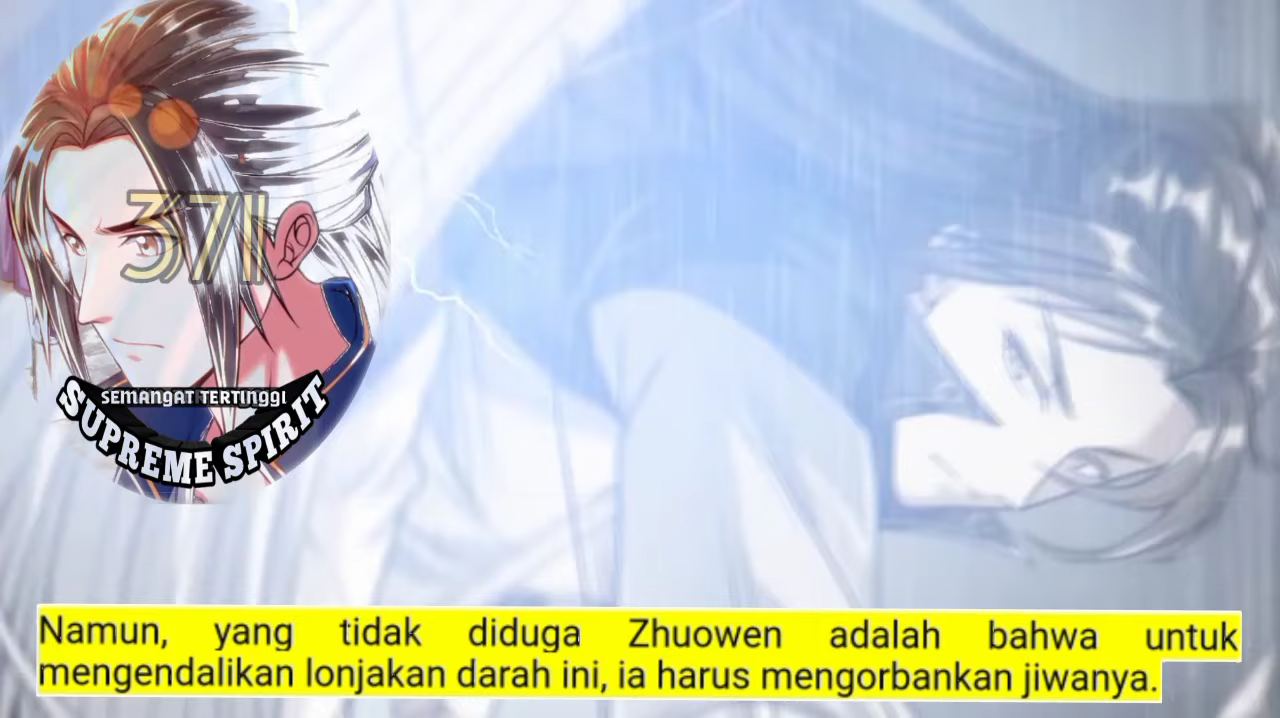 371
SEMANGAT TERTINGGI
SUPREME SPIRIT
Namun, yang tidak diduga Zhuowen adalah bahwa untuk
mengendalikan lonjakan darah ini, ia harus mengorbankan jiwanya.